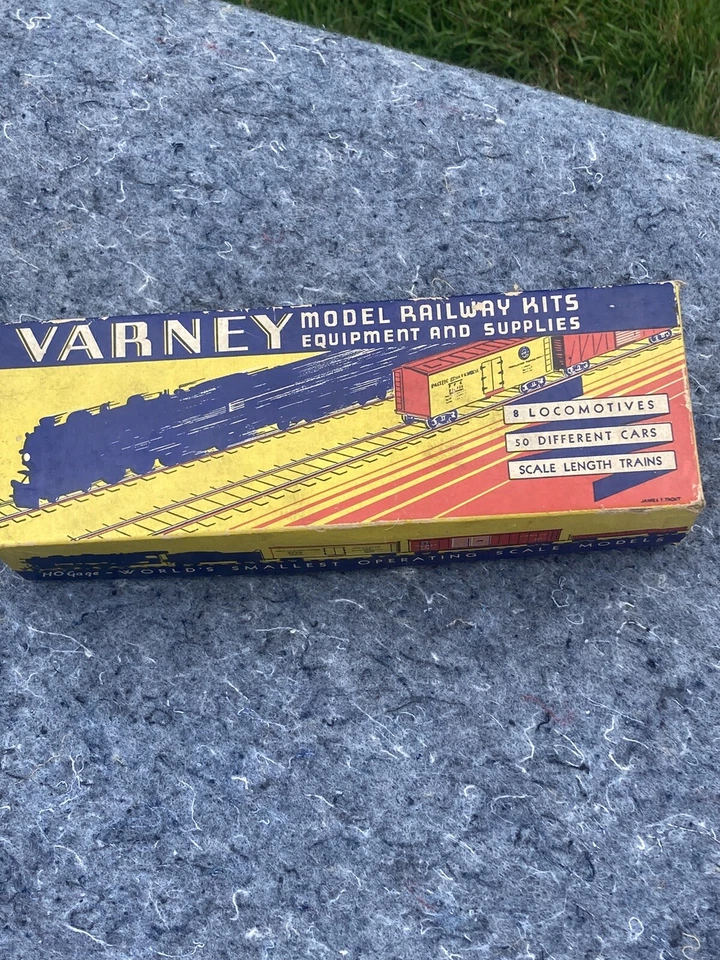 VARNEY
MODEL RAILWAY KITS
EQUIPMENT AND SUPPLIES
8 LOCOMOTIVES
50 DIFFERENT CARS
SCALE LENGTH TRAINS
HO Gage - WORLD'S SMALLEST OPERATING SCALE MODELS